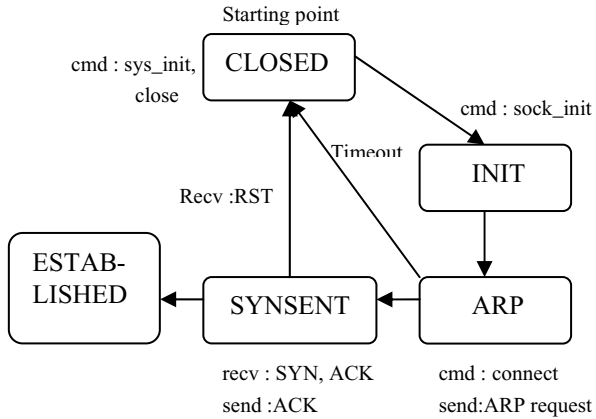 Starting point
cmd : sys_init,
close
CLOSED
cmd : sock_init
Timeout
INIT
Recv :RST
ESTAB-
LISHED
SYNSENT
ARP
recv : SYN, ACK
send :ACK
cmd : connect
send:ARP request